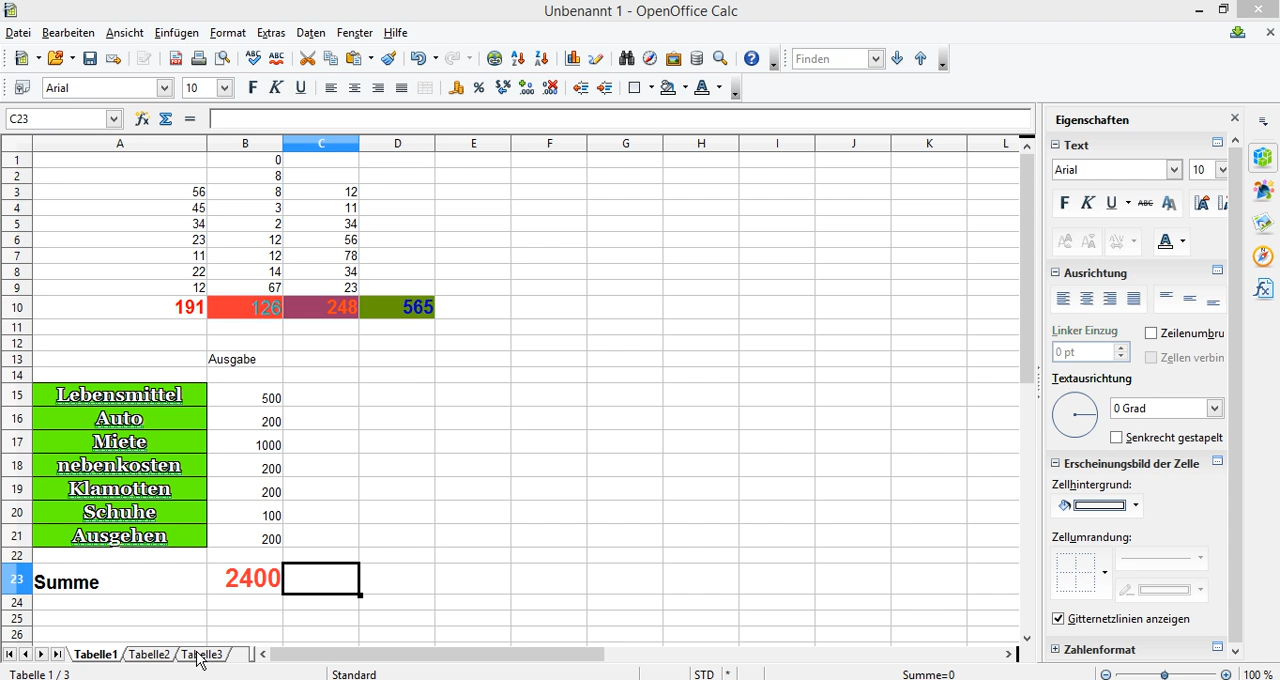 Unbenannt 1 - OpenOffice Calc
Datei Bearbeiten Ansicht Einfügen Format Extras Daten Fenster Hilfe
Finden
Arial 10 F K U
C23
Eigenschaften
A B C D E F G H I J K L
Text
1 0
2 8
3 56 8 12
Arial 10
4 45 3 11
F K U ABC
5 34 2 34
6 23 12 56
7 11 12 78
8 22 14 34
Ausrichtung
9 12 67 23
10 191 126 248 565
11
Linker Einzug Zeilenumbru
12
0 pt Zellen verbin
13 Ausgabe
14
Textausrichtung
15 Lebensmittel 500
0 Grad
16 Auto 200
17 Miete 1000
Senkrecht gestapelt
18 nebenkosten 200
Erscheinungsbild der Zelle
Zellhintergrund:
19 Klamotten 200
20 Schuhe 100
21 Ausgehen 200
Zellumrandung:
22
23 Summe 2400
24
25
Gitternetzlinien anzeigen
26
Zahlenformat
Tabelle1 Tabelle2 Tabelle3
Tabelle 1 / 3 Standard STD * Summe=0 100 %